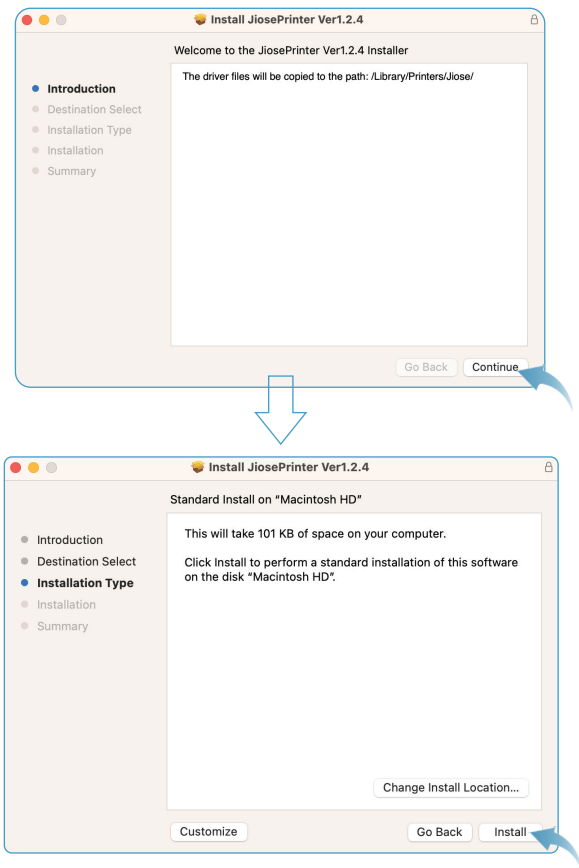 Install JiosePrinter Ver1.2.4
Welcome to the JiosePrinter Ver1.2.4 Installer
The driver files will be copied to the path: /Library/Printers/Jiose/
Introduction
Destination Select
Installation Type
Installation
Summary
Go Back
Continue
Install JiosePrinter Ver1.2.4
Standard Install on “Macintosh HD”
This will take 101 KB of space on your computer.
Click Install to perform a standard installation of this software
on the disk “Macintosh HD”.
Introduction
Destination Select
Installation Type
Installation
Summary
Change Install Location...
Customize
Go Back
Install